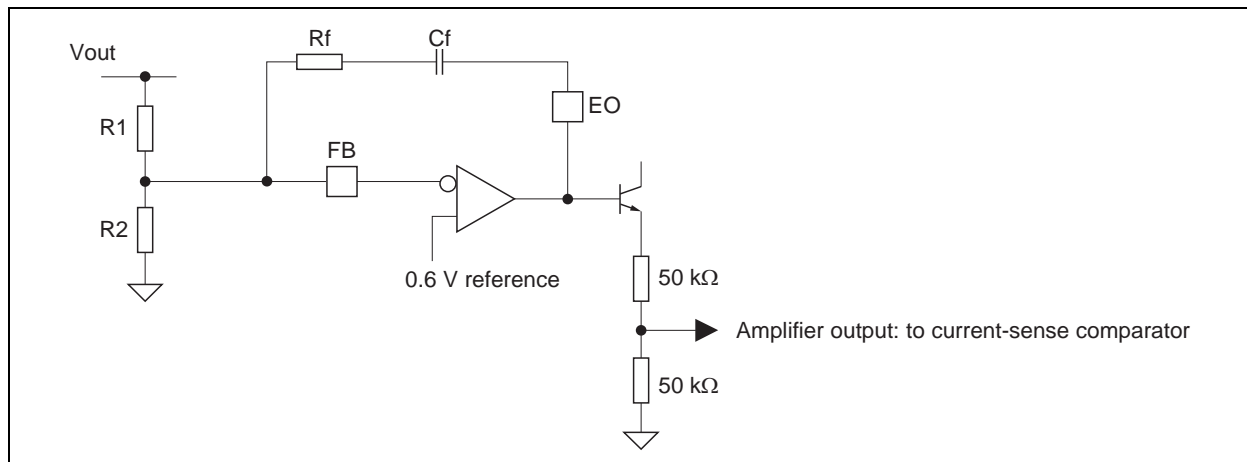 Vout
Rf
Cf
EO
R1
FB
R2
0.6 V reference
50 kΩ
Amplifier output: to current-sense comparator
50 kΩ